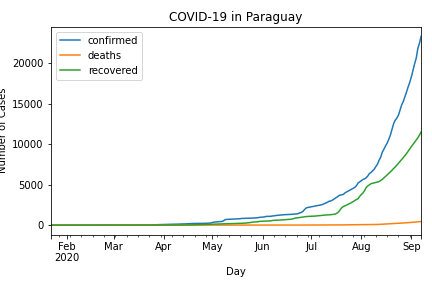 COVID-19 in Paraguay
confirmed
deaths
recovered
20000
15000
10000
5000
0
Number of Cases
Feb Mar Apr May Jun Jul Aug Sep
2020
Day